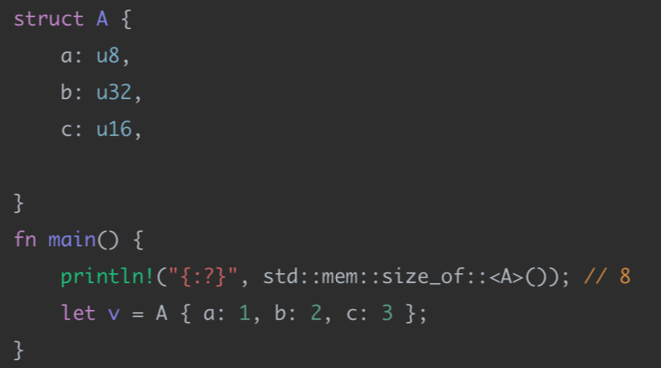 struct A {
    a: u8,
    b: u32,
    c: u16,
}
fn main() {
    println!("{:?}", std::mem::size_of::<A>()); // 8
    let v = A { a: 1, b: 2, c: 3 };
}